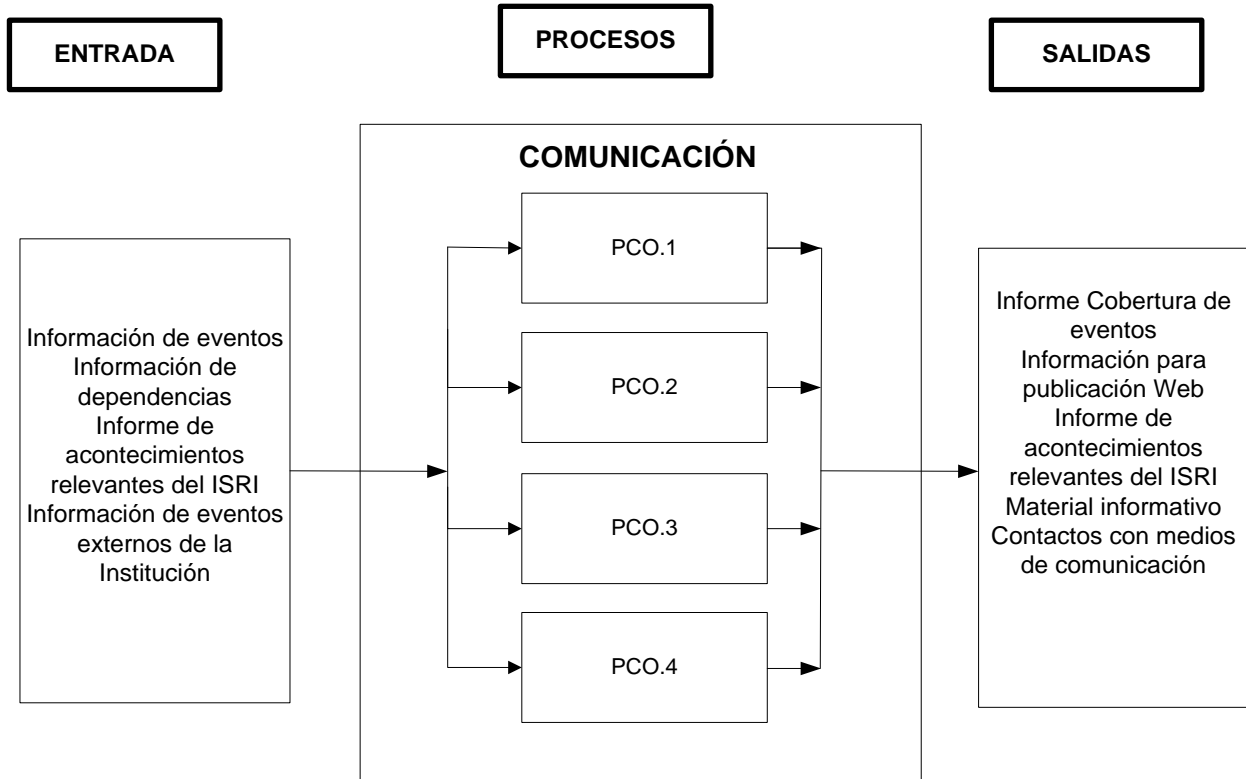 ENTRADA
PROCESOS
SALIDAS
COMUNICACIÓN
Información de eventos
Información de
dependencias
Informe de
acontecimientos
relevantes del ISRI
Información de eventos
externos de la
Institución
PCO.1
PCO.2
PCO.3
PCO.4
Informe Cobertura de
eventos
Información para
publicación Web
Informe de
acontecimientos
relevantes del ISRI
Material informativo
Contactos con medios
de comunicación